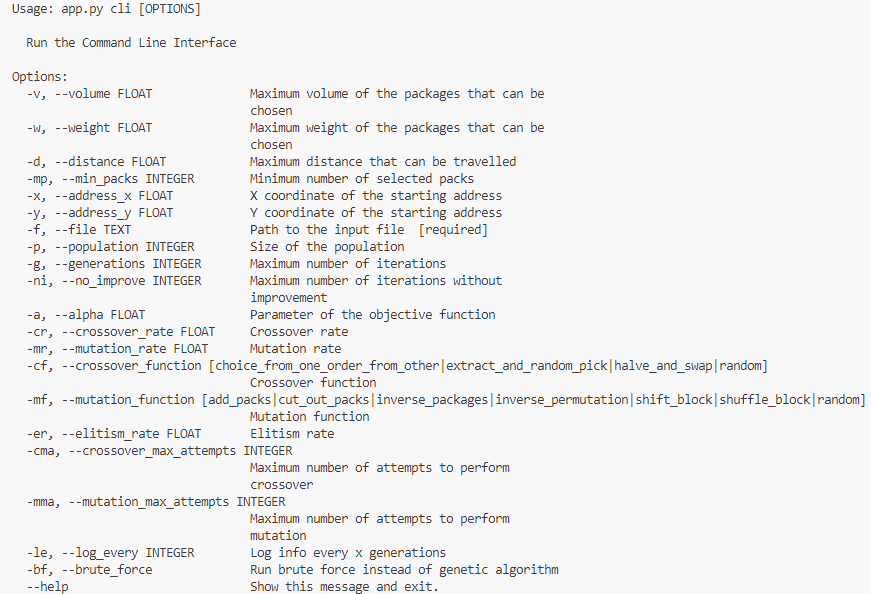 Usage: app.py cli [OPTIONS]
Run the Command Line Interface
Options:
-v, --volume FLOAT Maximum volume of the packages that can be
chosen
-w, --weight FLOAT Maximum weight of the packages that can be
chosen
-d, --distance FLOAT Maximum distance that can be travelled
-mp, --min_packs INTEGER Minimum number of selected packs
-x, --address_x FLOAT X coordinate of the starting address
-y, --address_y FLOAT Y coordinate of the starting address
-f, --file TEXT Path to the input file [required]
-p, --population INTEGER Size of the population
-g, --generations INTEGER Maximum number of iterations
-ni, --no_improve INTEGER Maximum number of iterations without
improvement
-a, --alpha FLOAT Parameter of the objective function
-cr, --crossover_rate FLOAT Crossover rate
-mr, --mutation_rate FLOAT Mutation rate
-cf, --crossover_function [choice_from_one_order_from_other|extract_and_random_pick|halve_and_swap|random]
Crossover function
-mf, --mutation_function [add_packs|cut_out_packs|inverse_packages|inverse_permutation|shift_block|shuffle_block|random]
Mutation function
-er, --elitism_rate FLOAT Elitism rate
-cma, --crossover_max_attempts INTEGER
Maximum number of attempts to perform
crossover
-mma, --mutation_max_attempts INTEGER
Maximum number of attempts to perform
mutation
-le, --log_every INTEGER Log info every x generations
-bf, --brute_force Run brute force instead of genetic algorithm
--help Show this message and exit.